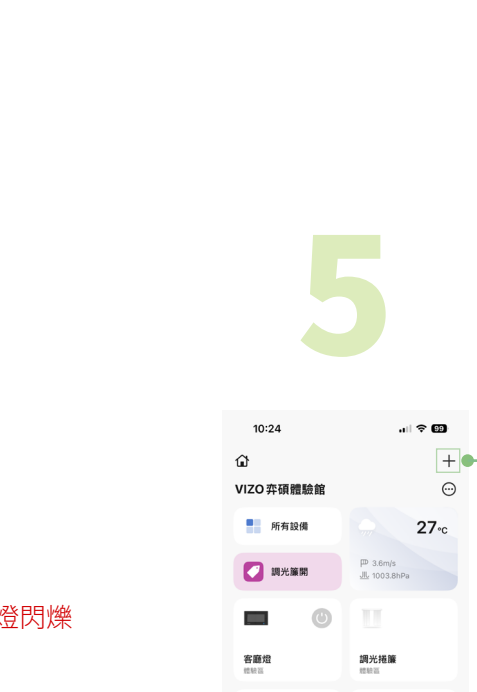 5
10:24
99
VIZO 弈碩體驗館
所有設備
27°C
調光簾開
3.6m/s
1003.8hPa
燈閃爍
客廳燈
體驗區
調光捲簾
體驗區